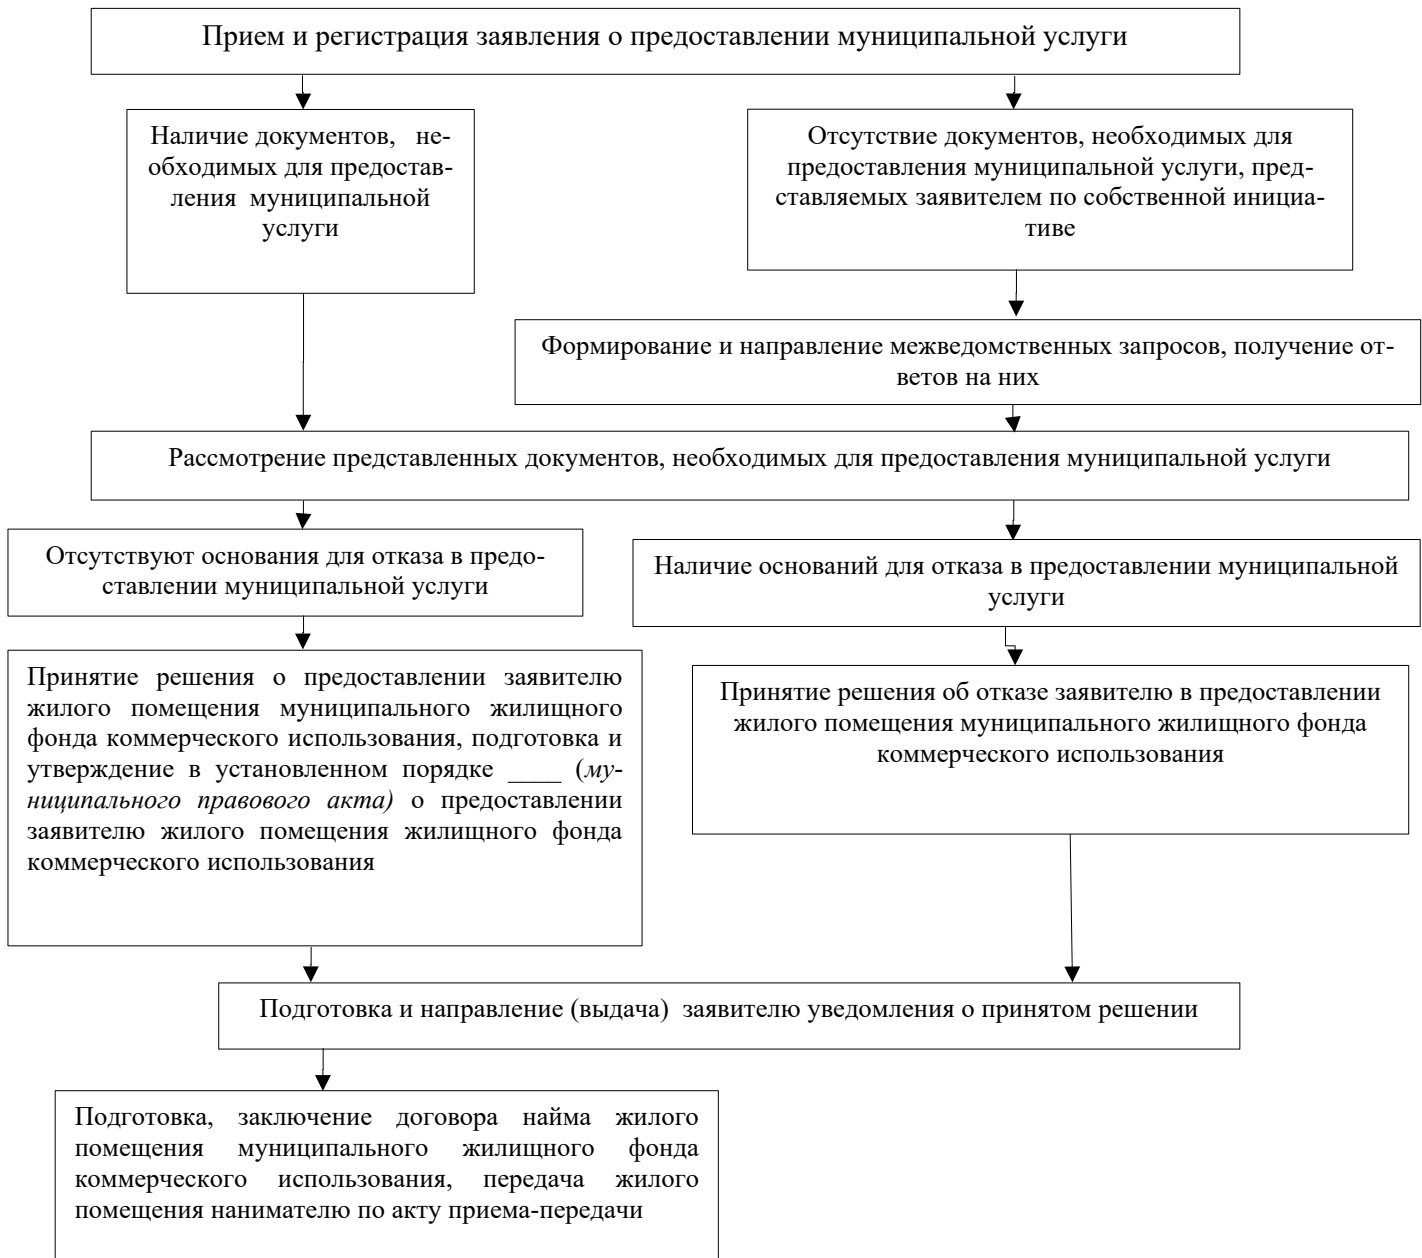 Прием и регистрация заявления о предоставлении муниципальной услуги
Наличие документов, не-
обходимых для предостав-
ления муниципальной
услуги
Отсутствие документов, необходимых для
предоставления муниципальной услуги, пред-
ставляемых заявителем по собственной инициа-
тиве
Формирование и направление межведомственных запросов, получение от-
ветов на них
Рассмотрение представленных документов, необходимых для предоставления муниципальной услуги
Отсутствуют основания для отказа в предо-
ставлении муниципальной услуги
Наличие оснований для отказа в предоставлении муниципальной
услуги
Принятие решения о предоставлении заявителю
жилого помещения муниципального жилищного
фонда коммерческого использования, подготовка и
утверждение в установленном порядке ____ (му-
ниципального правового акта) о предоставлении
заявителю жилого помещения жилищного фонда
коммерческого использования
Принятие решения об отказе заявителю в предоставлении
жилого помещения муниципального жилищного фонда
коммерческого использования
Подготовка и направление (выдача) заявителю уведомления о принятом решении
Подготовка, заключение договора найма жилого
помещения муниципального жилищного фонда
коммерческого использования, передача жилого
помещения нанимателю по акту приема-передачи